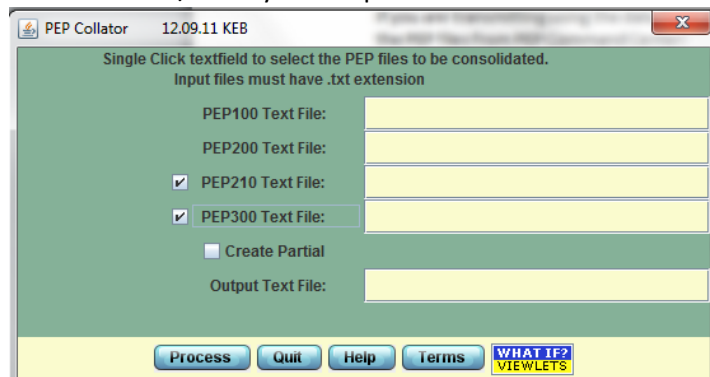 PEP Collator 12.09.11 KEB
Single Click textfield to select the PEP files to be consolidated.
Input files must have .txt extension
PEP100 Text File:
PEP200 Text File:
PEP210 Text File:
PEP300 Text File:
Create Partial
Output Text File:
Process Quit Help Terms WHAT IF?
VIEWLETS